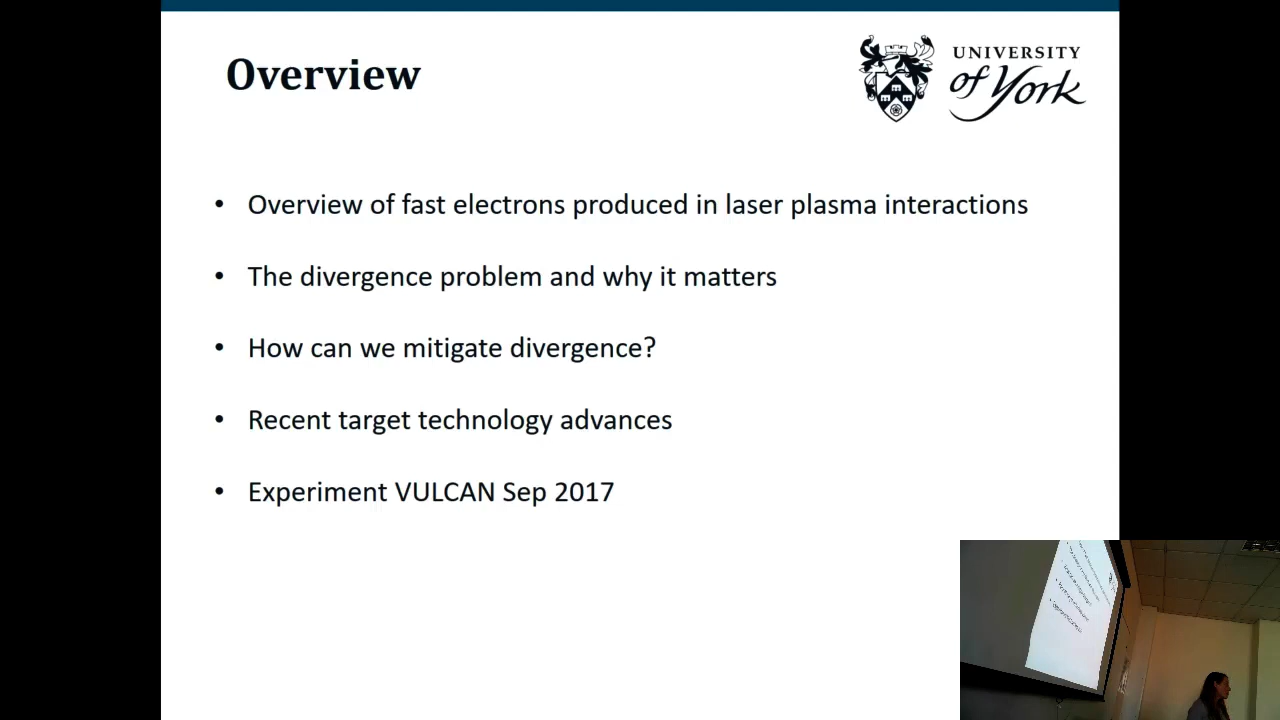 Overview
UNIVERSITY
of York
• Overview of fast electrons produced in laser plasma interactions
• The divergence problem and why it matters
• How can we mitigate divergence?
• Recent target technology advances
• Experiment VULCAN Sep 2017